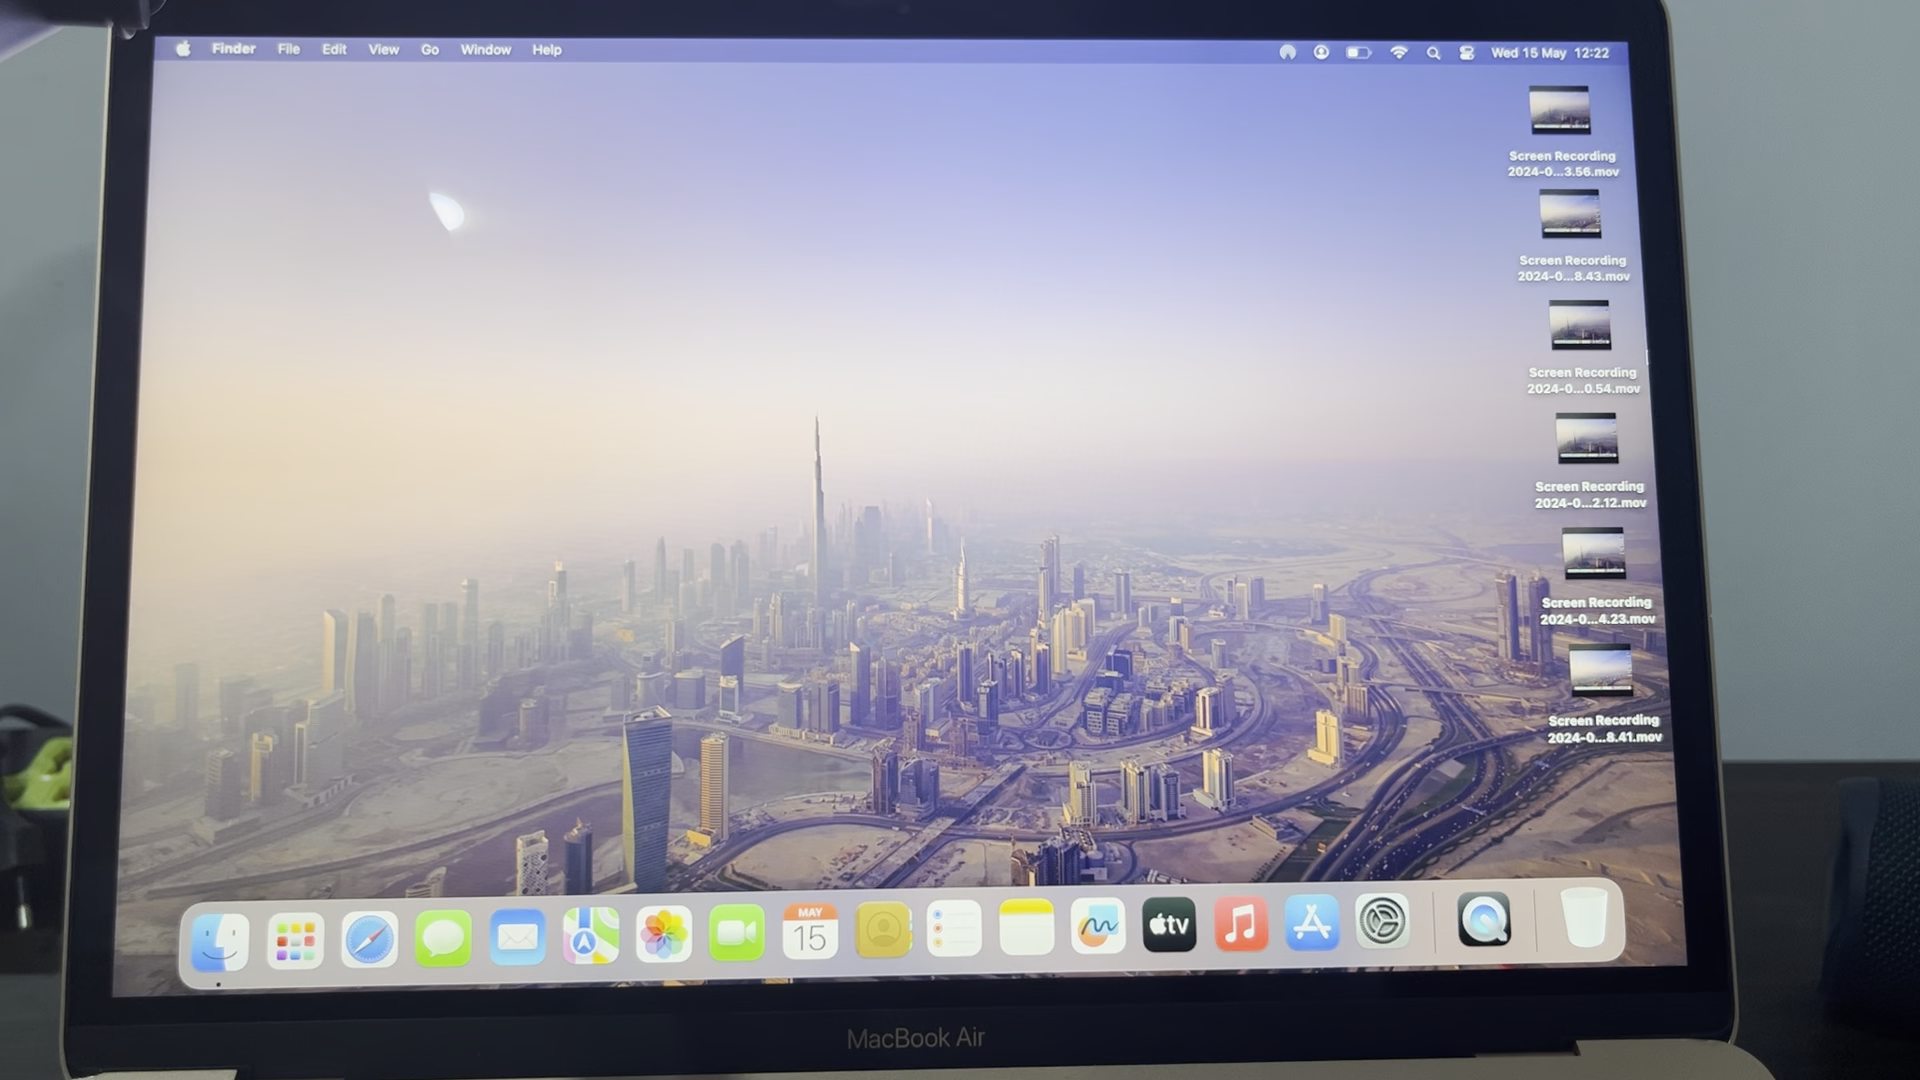 Finder File Edit View Go Window Help
Wed 15 May 12:22
Screen Recording
2024-0...3.56.mov
Screen Recording
2024-0...8.43.mov
Screen Recording
2024-0...0.54.mov
Screen Recording
2024-0...2.12.mov
Screen Recording
2024-0...4.23.mov
Screen Recording
2024-0...8.41.mov
MAY
15
tv
MacBook Air